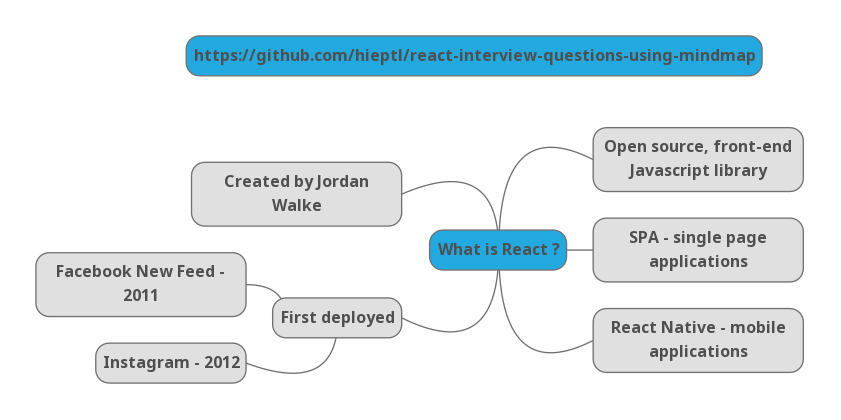 https://github.com/hieptl/react-interview-questions-using-mindmap
Open source, front-end
Javascript library
Created by Jordan
Walke
SPA - single page
applications
What is React ?
Facebook New Feed -
2011
First deployed
React Native - mobile
applications
Instagram - 2012